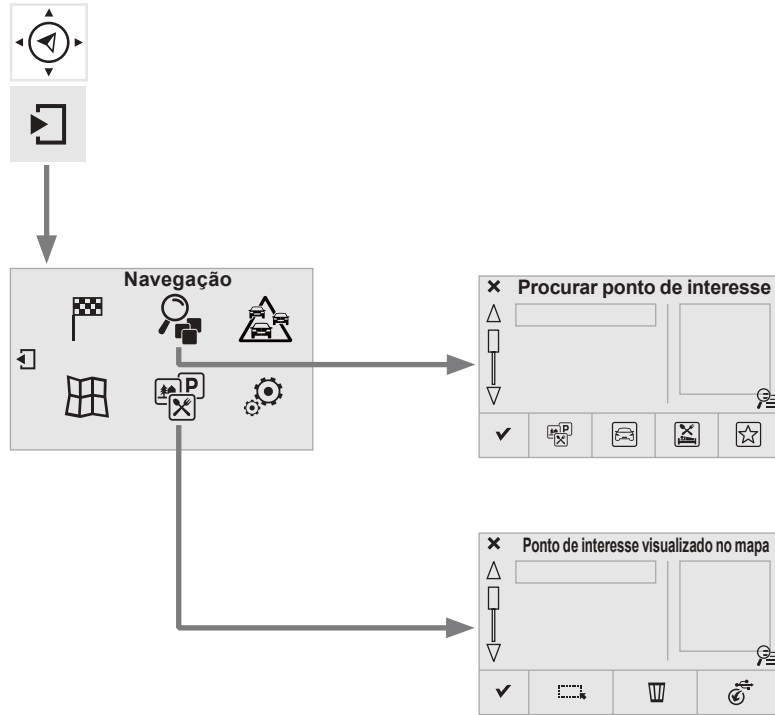 Navegação
Procurar ponto de interesse
P
P
Ponto de interesse visualizado no mapa